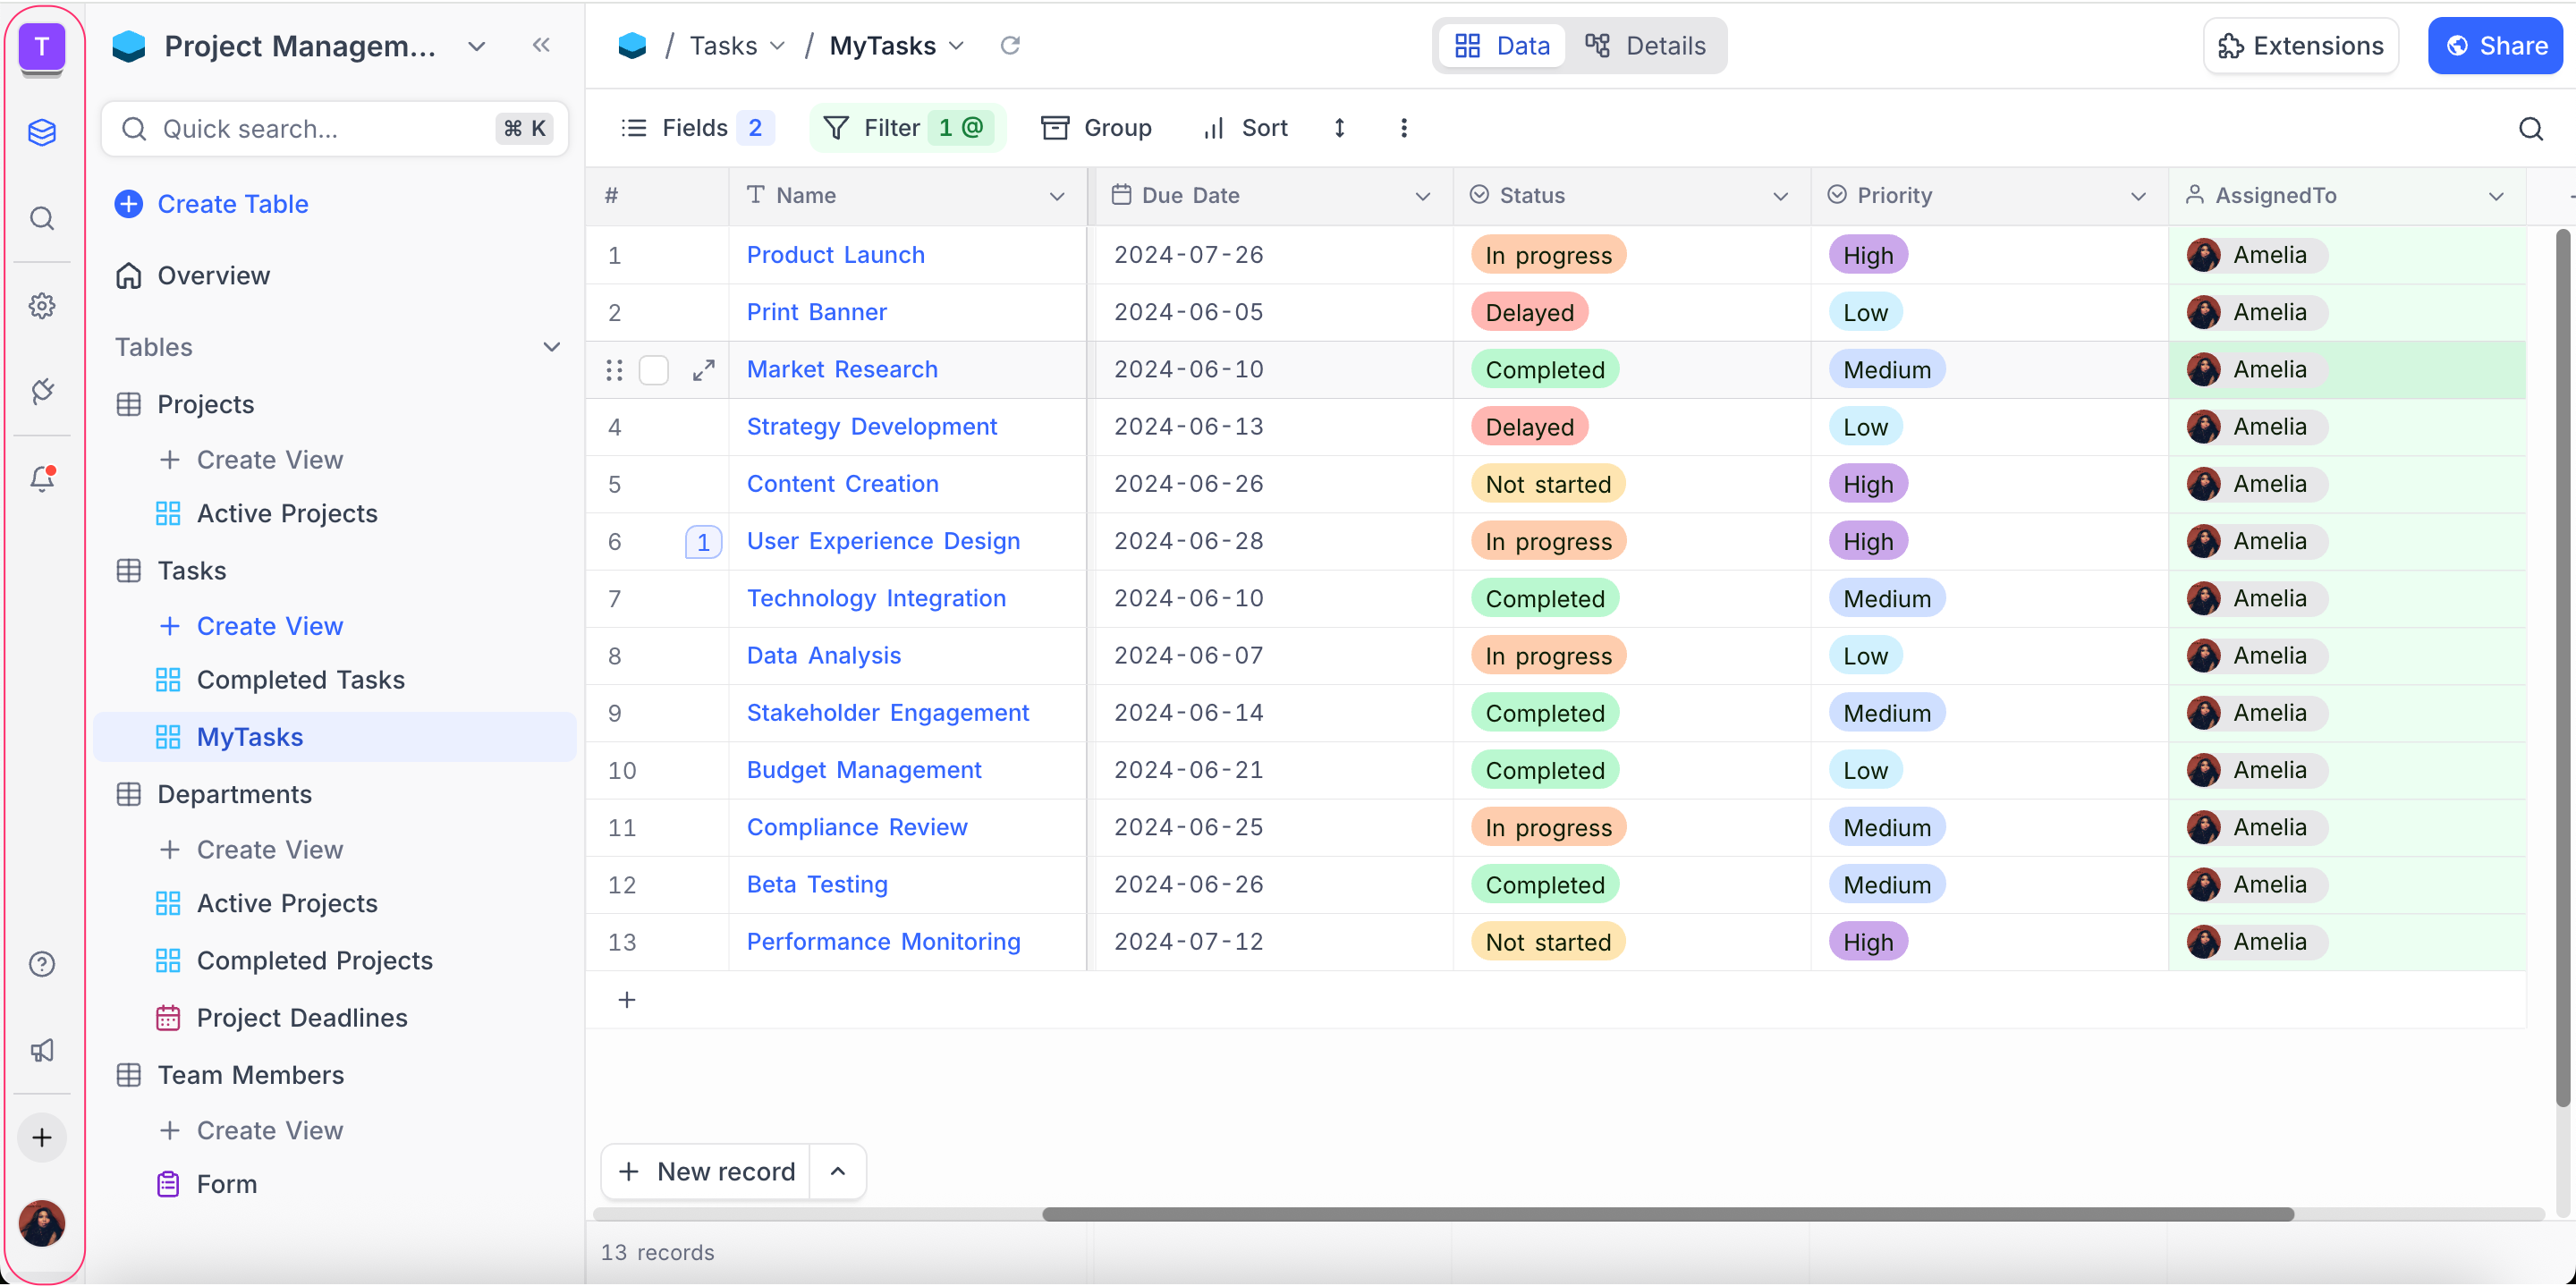 T
Project Managem...
Quick search...
⌘ K
Create Table
Overview
Tables
Projects
Create View
Active Projects
Tasks
Create View
Completed Tasks
MyTasks
Departments
Create View
Active Projects
Completed Projects
Project Deadlines
Team Members
Create View
Form
/ Tasks / MyTasks
Data Details
Extensions
Share
Fields 2 Filter 1 @ Group Sort
# Name Due Date Status Priority AssignedTo
1 Product Launch 2024-07-26 In progress High Amelia
2 Print Banner 2024-06-05 Delayed Low Amelia
Market Research 2024-06-10 Completed Medium Amelia
4 Strategy Development 2024-06-13 Delayed Low Amelia
5 Content Creation 2024-06-26 Not started High Amelia
6 1 User Experience Design 2024-06-28 In progress High Amelia
7 Technology Integration 2024-06-10 Completed Medium Amelia
8 Data Analysis 2024-06-07 In progress Low Amelia
9 Stakeholder Engagement 2024-06-14 Completed Medium Amelia
10 Budget Management 2024-06-21 Completed Low Amelia
11 Compliance Review 2024-06-25 In progress Medium Amelia
12 Beta Testing 2024-06-26 Completed Medium Amelia
13 Performance Monitoring 2024-07-12 Not started High Amelia
New record
13 records